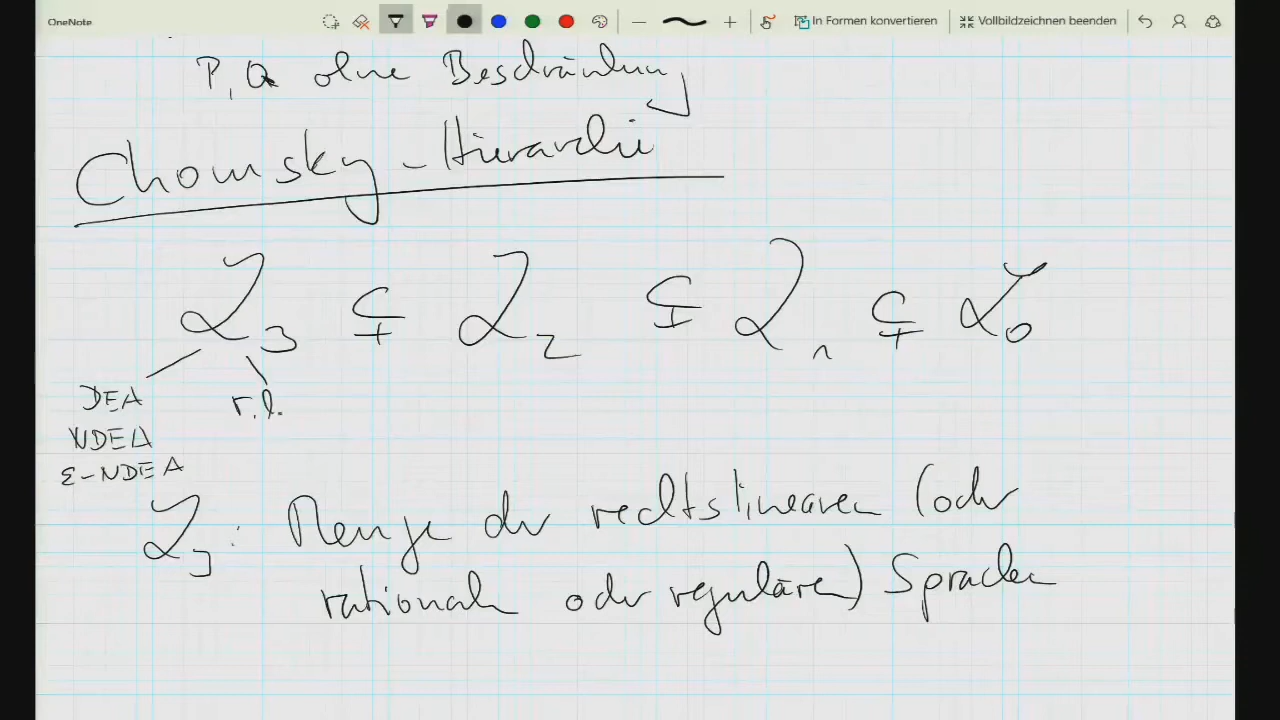 OneNote
In Formen konvertieren
Vollbildzeichnen beenden
P, Q ohne Beschränkung
Chomsky-Hierarchie
ℒ₃ ⊊ ℒ₂ ⊊ ℒ₁ ⊊ ℒ₀
DEA
r.l.
NDEA
ε-NDEA
ℒ₃: Menge der rechtslinearen (oder
rationalen oder regulären) Sprachen